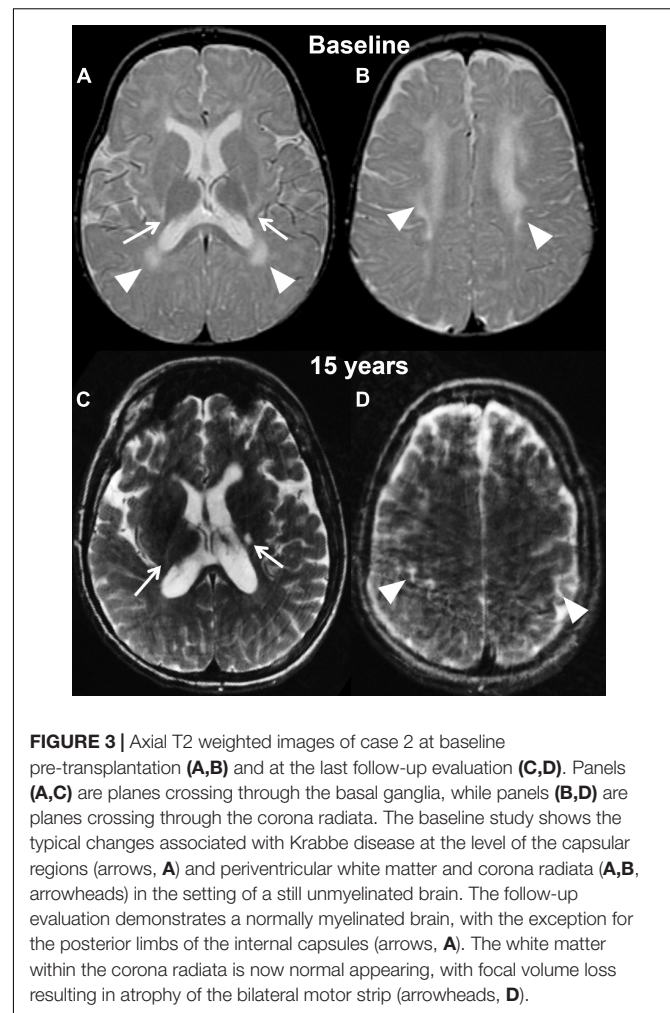 Baseline
A
B
15 years
C
D
FIGURE 3 | Axial T2 weighted images of case 2 at baseline
pre-transplantation (A,B) and at the last follow-up evaluation (C,D). Panels
(A,C) are planes crossing through the basal ganglia, while panels (B,D) are
planes crossing through the corona radiata. The baseline study shows the
typical changes associated with Krabbe disease at the level of the capsular
regions (arrows, A) and periventricular white matter and corona radiata (A,B,
arrowheads) in the setting of a still unmyelinated brain. The follow-up
evaluation demonstrates a normally myelinated brain, with the exception for
the posterior limbs of the internal capsules (arrows, A). The white matter
within the corona radiata is now normal appearing, with focal volume loss
resulting in atrophy of the bilateral motor strip (arrowheads, D).